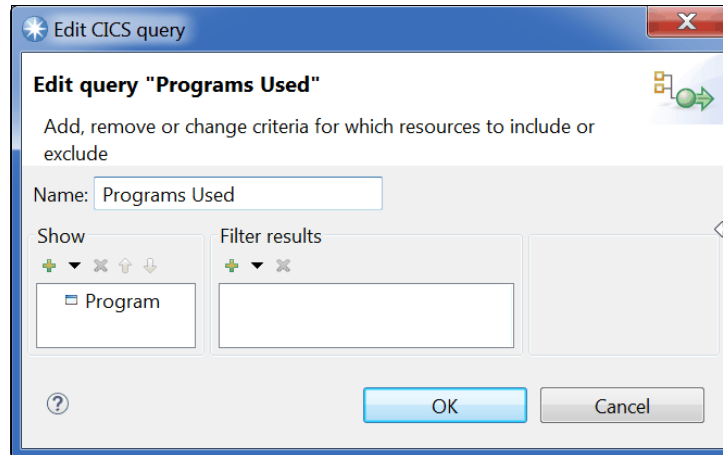 Edit CICS query
Edit query "Programs Used"
Add, remove or change criteria for which resources to include or
exclude
Name: Programs Used
Show Filter results
Program
OK Cancel